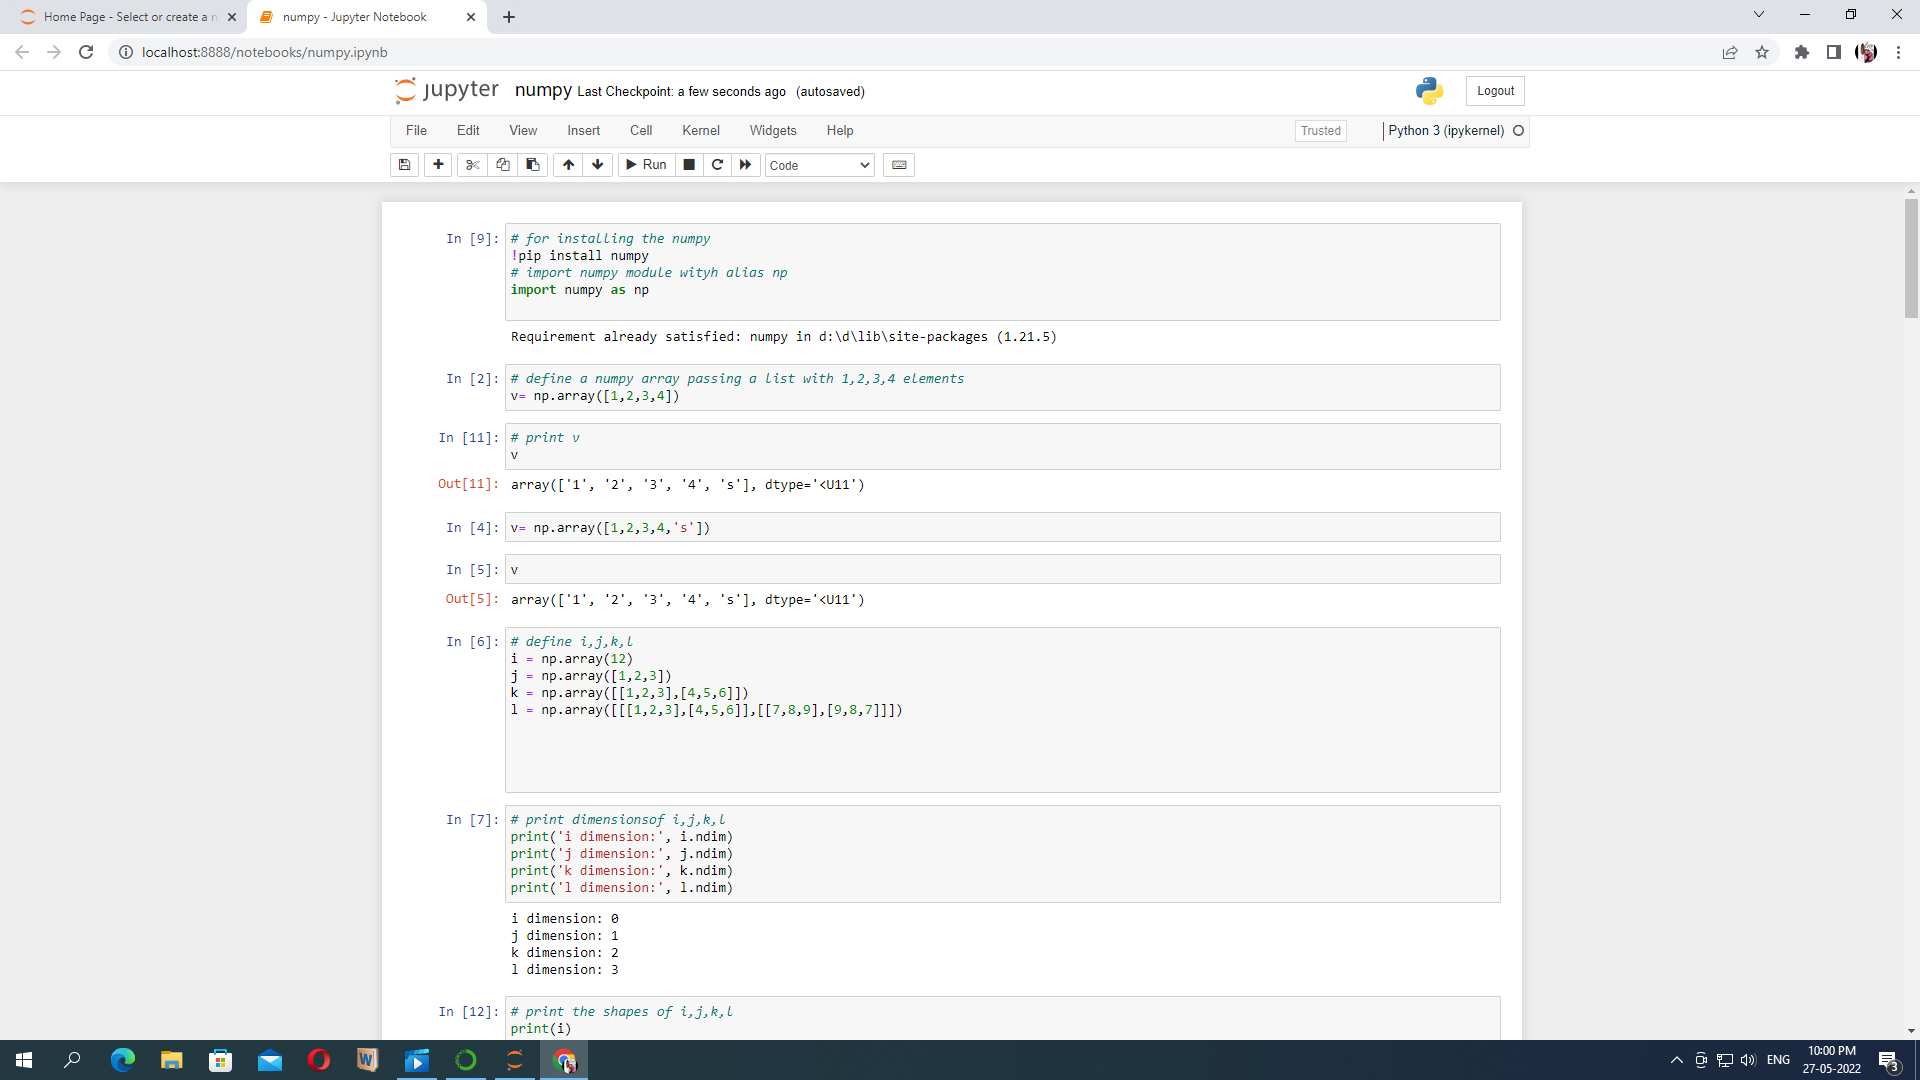 Home Page - Select or create a n
numpy - Jupyter Notebook
localhost:8888/notebooks/numpy.ipynb
jupyter numpy Last Checkpoint: a few seconds ago (autosaved)
Logout
File Edit View Insert Cell Kernel Widgets Help
Trusted
Python 3 (ipykernel)
Run
Code
In [9]: # for installing the numpy
!pip install numpy
# import numpy module wityh alias np
import numpy as np
Requirement already satisfied: numpy in d:\d\lib\site-packages (1.21.5)
In [2]: # define a numpy array passing a list with 1,2,3,4 elements
v= np.array([1,2,3,4])
In [11]: # print v
v
Out[11]: array(['1', '2', '3', '4', 's'], dtype='<U11')
In [4]: v= np.array([1,2,3,4,'s'])
In [5]: v
Out[5]: array(['1', '2', '3', '4', 's'], dtype='<U11')
In [6]: # define i,j,k,l
i = np.array(12)
j = np.array([1,2,3])
k = np.array([[1,2,3],[4,5,6]])
l = np.array([[[1,2,3],[4,5,6]],[[7,8,9],[9,8,7]]])
In [7]: # print dimensionsof i,j,k,l
print('i dimension:', i.ndim)
print('j dimension:', j.ndim)
print('k dimension:', k.ndim)
print('l dimension:', l.ndim)
i dimension: 0
j dimension: 1
k dimension: 2
l dimension: 3
In [12]: # print the shapes of i,j,k,l
print(i)
ENG
10:00 PM
27-05-2022
3